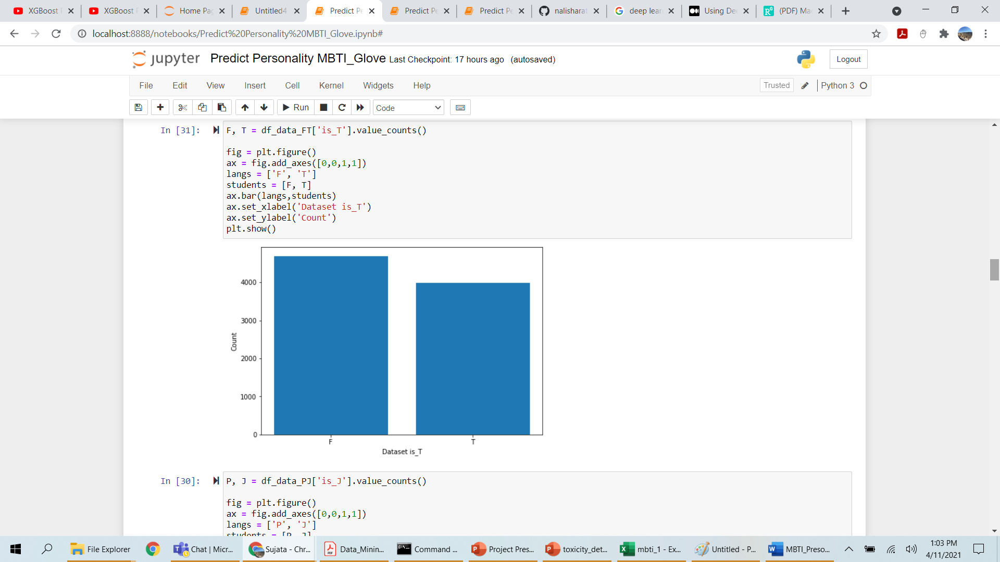 XGBoost
XGBoost
Home Pag
Untitled4
Predict Pe
Predict Pe
Predict Pe
nalisharat
deep lear
Using De
(PDF) Ma
localhost:8888/notebooks/Predict%20Personality%20MBTI_Glove.ipynb#
jupyter Predict Personality MBTI_Glove Last Checkpoint: 17 hours ago (autosaved)
Logout
File Edit View Insert Cell Kernel Widgets Help
Trusted Python 3
Run Code
In [31]:
F, T = df_data_FT['is_T'].value_counts()
fig = plt.figure()
ax = fig.add_axes([0,0,1,1])
langs = ['F', 'T']
students = [F, T]
ax.bar(langs,students)
ax.set_xlabel('Dataset is_T')
ax.set_ylabel('Count')
plt.show()
4000
3000
2000
1000
0
Count
F T
Dataset is_T
In [30]:
P, J = df_data_PJ['is_J'].value_counts()
fig = plt.figure()
ax = fig.add_axes([0,0,1,1])
langs = ['P', 'J']
students = [P, J]
File Explorer
Chat | Micr...
Sujata - Chr...
Data_Minin...
Command ...
Project Pres...
toxicity_det...
mbti_1 - Ex...
Untitled - P...
MBTI_Preso...
1:03 PM
4/11/2021